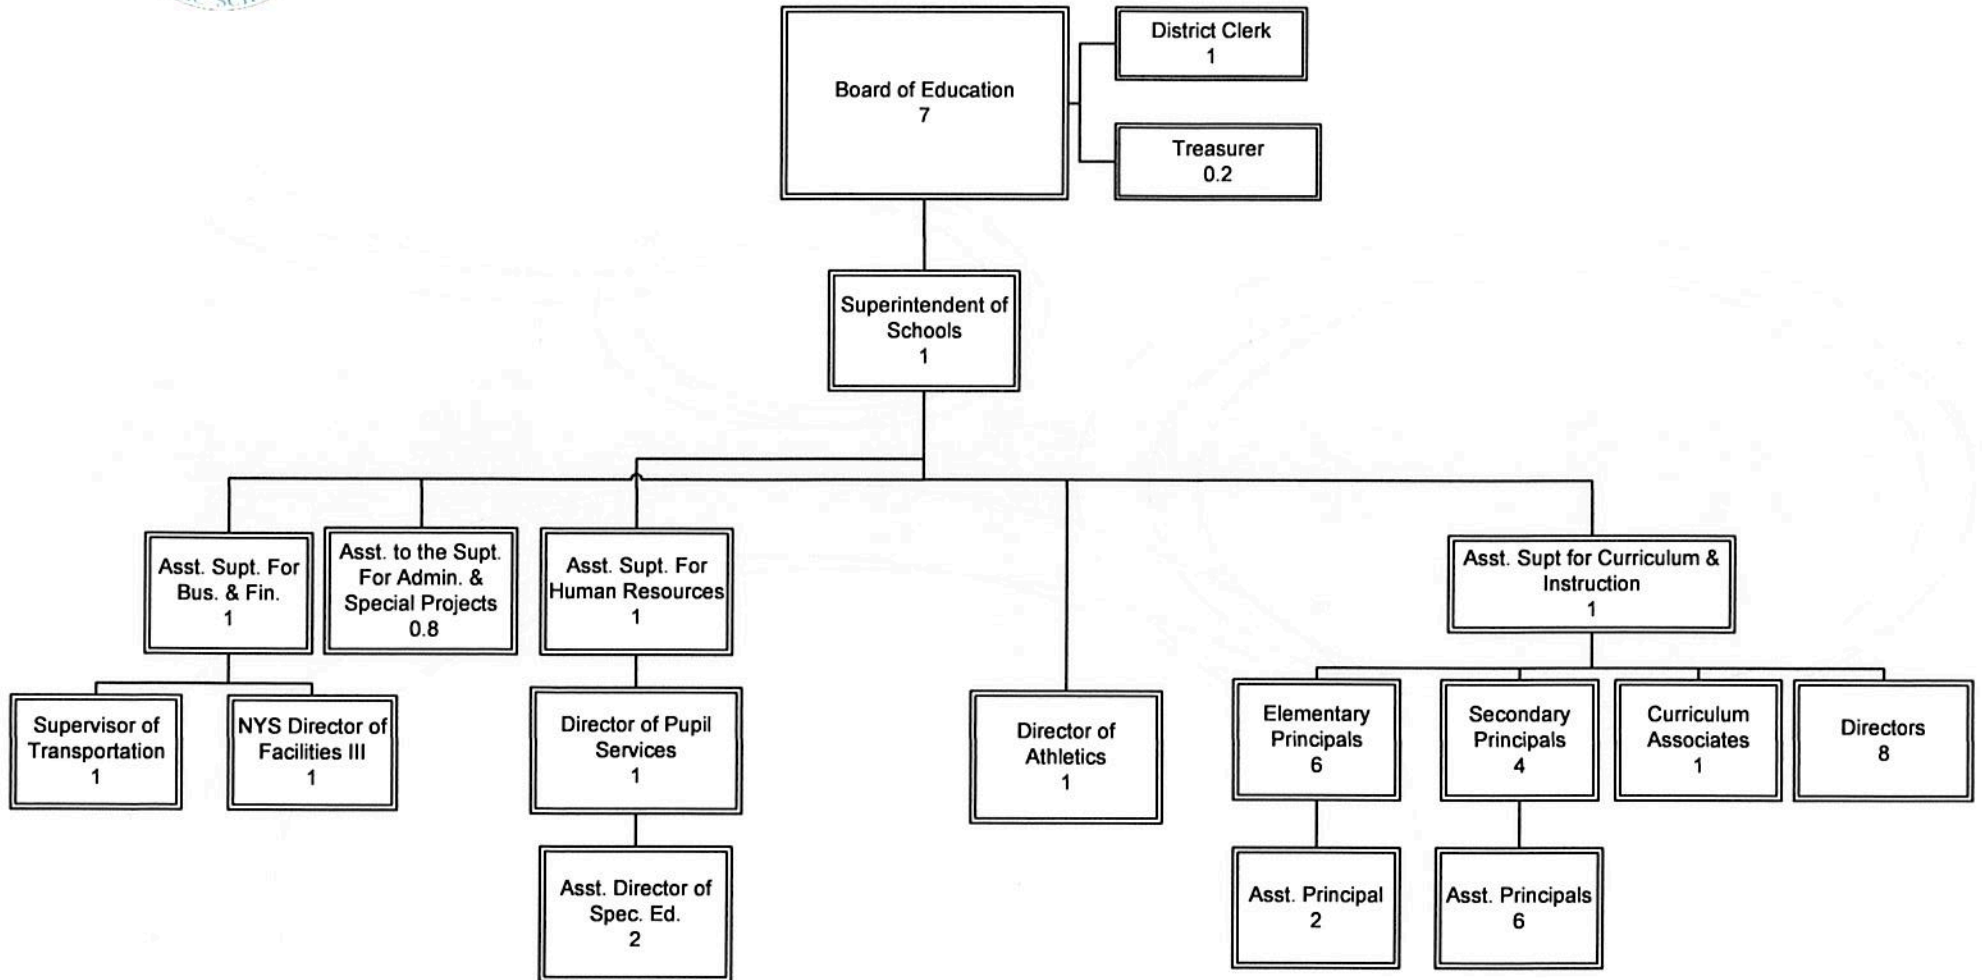 District Clerk
1
Board of Education
7
Treasurer
0.2
Superintendent of
Schools
1
Asst. Supt. For
Bus. & Fin.
1
Asst. to the Supt.
For Admin. &
Special Projects
0.8
Asst. Supt. For
Human Resources
1
Asst. Supt for Curriculum &
Instruction
1
Supervisor of
Transportation
1
NYS Director of
Facilities III
1
Director of Pupil
Services
1
Director of
Athletics
1
Elementary
Principals
6
Secondary
Principals
4
Curriculum
Associates
1
Directors
8
Asst. Director of
Spec. Ed.
2
Asst. Principal
2
Asst. Principals
6